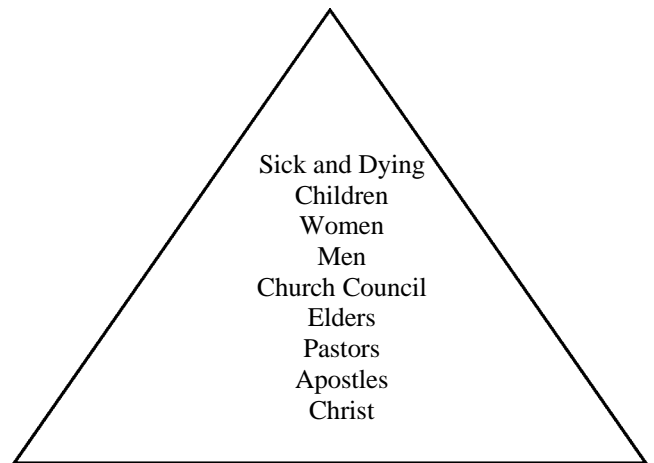 Sick and Dying
Children
Women
Men
Church Council
Elders
Pastors
Apostles
Christ